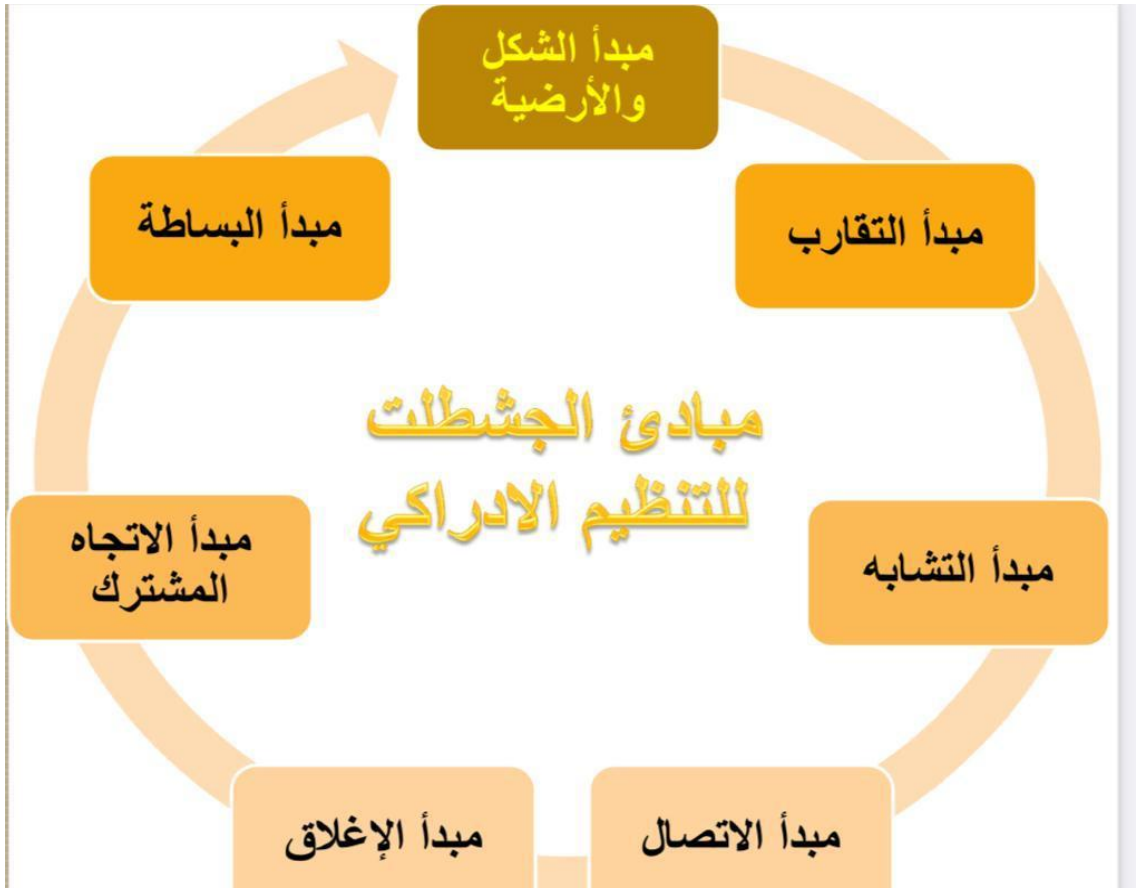 مبدأ الشكل
والأرضية
مبدأ التقارب
مبدأ التشابه
مبدأ الاتصال
مبدأ الإغلاق
مبدأ الاتجاه
المشترك
مبدأ البساطة
مبادئ الجشطلت
للتنظيم الادراكي